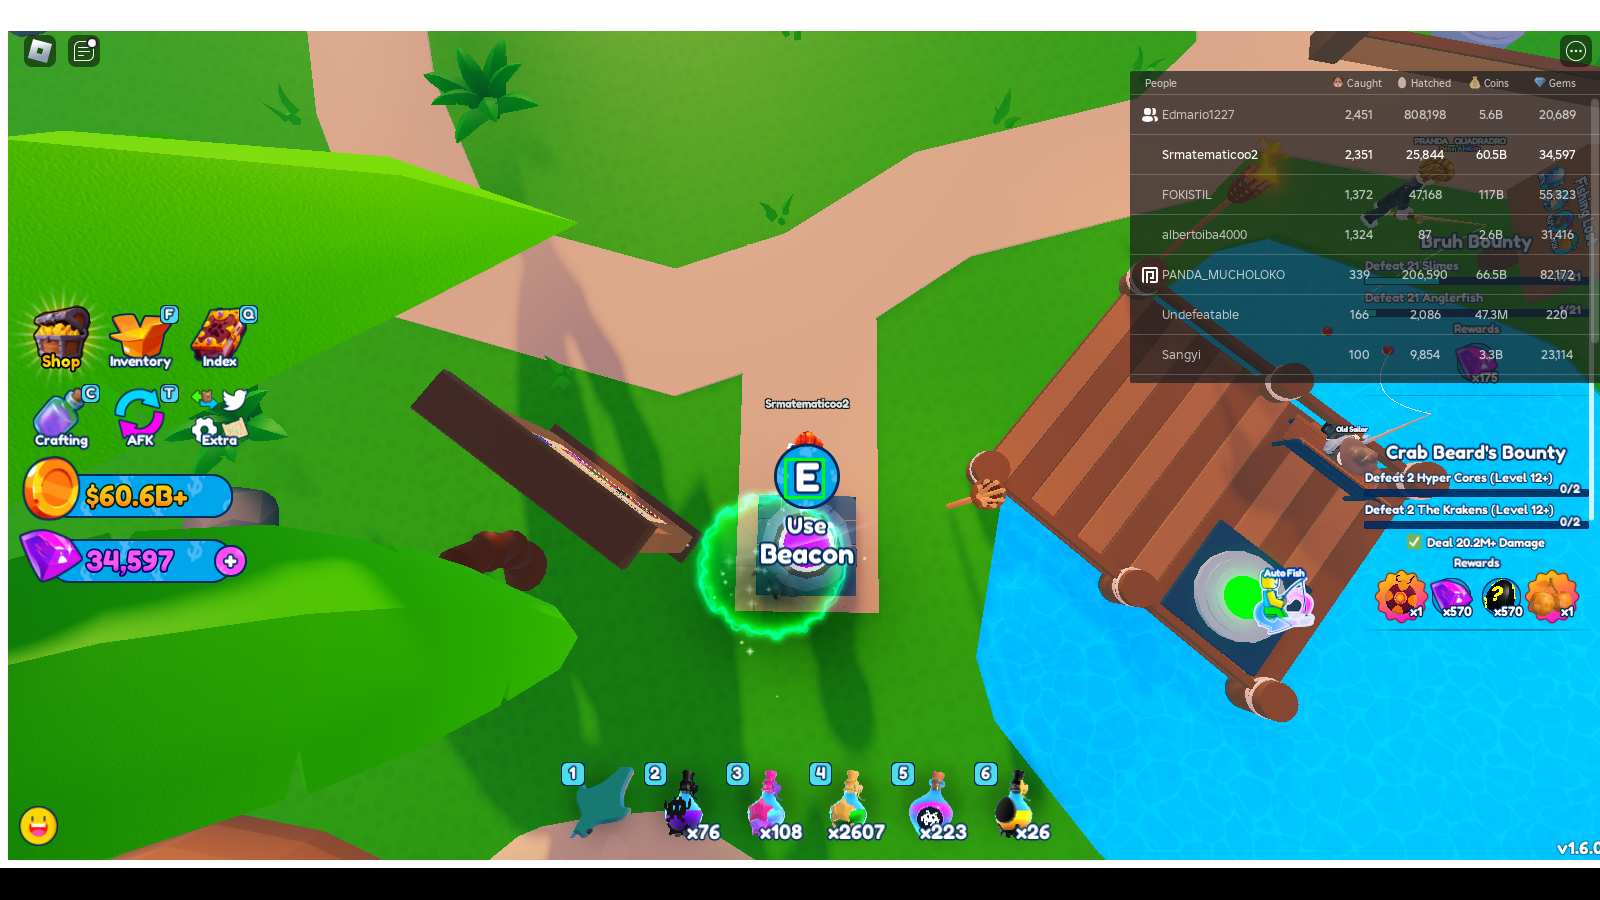 People Caught Hatched Coins Gems
Edmario1227 2,451 808,198 5.6B 20,689
Srmatematicoo2 2,351 25,844 60.5B 34,597
FOKISTIL 1,372 47,168 117B 55,323
albertoiba4000 1,324 87 2.6B 31,416
PANDA_MUCHOLOKO 339 206,590 66.5B 82,172
Undefeatable 166 2,086 47.3M 220
Sangyi 100 9,854 3.3B 23,114
Bruh Bounty
Defeat 21 Slimes
Defeat 21 Anglerfish
Rewards
x175
F
Q
Shop
Inventory
Index
C
T
Crafting
AFK
Extra
$60.6B+
34,597
Srmatematicoo2
E
Use
Beacon
Old Sailor
Auto Fish
Crab Beard's Bounty
Defeat 2 Hyper Cores (Level 12+)
0/2
Defeat 2 The Krakens (Level 12+)
0/2
Deal 20.2M+ Damage
Rewards
x1 x570 x570 x1
1 2 3 4 5 6
x76 x108 x2607 x223 x26
v1.6.0